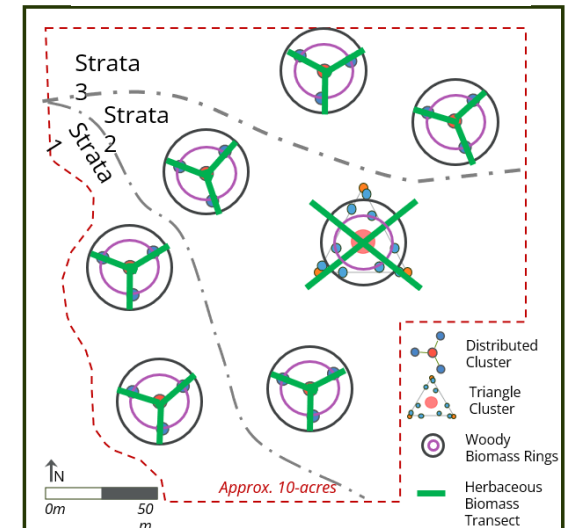 Strata
3
Strata
2
Strata
1
Distributed
Cluster
Triangle
Cluster
Woody
Biomass Rings
Herbaceous
Biomass
Transect
N
0m
50
m
Approx. 10-acres